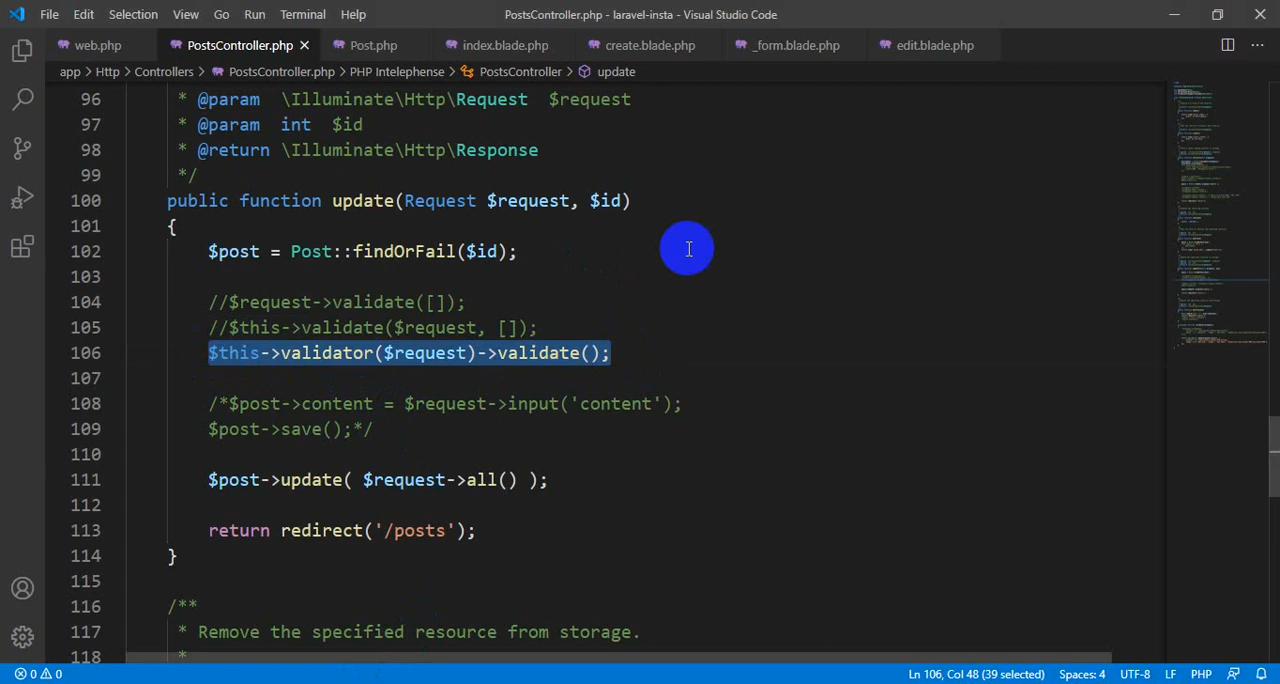 File Edit Selection View Go Run Terminal Help PostsController.php - laravel-insta - Visual Studio Code
web.php PostsController.php Post.php index.blade.php create.blade.php _form.blade.php edit.blade.php
app > Http > Controllers > PostsController.php > PHP Intelephense > PostsController > update
96 * @param \Illuminate\Http\Request $request
97 * @param int $id
98 * @return \Illuminate\Http\Response
99 */
100 public function update(Request $request, $id)
101 {
102 $post = Post::findOrFail($id);
103
104 //$request->validate([]);
105 //$this->validate($request, []);
106 $this->validator($request)->validate();
107
108 /*$post->content = $request->input('content');
109 $post->save();*/
110
111 $post->update( $request->all() );
112
113 return redirect('/posts');
114 }
115
116 /**
117 * Remove the specified resource from storage.
118 *
0 0 Ln 106, Col 48 (39 selected) Spaces: 4 UTF-8 LF PHP